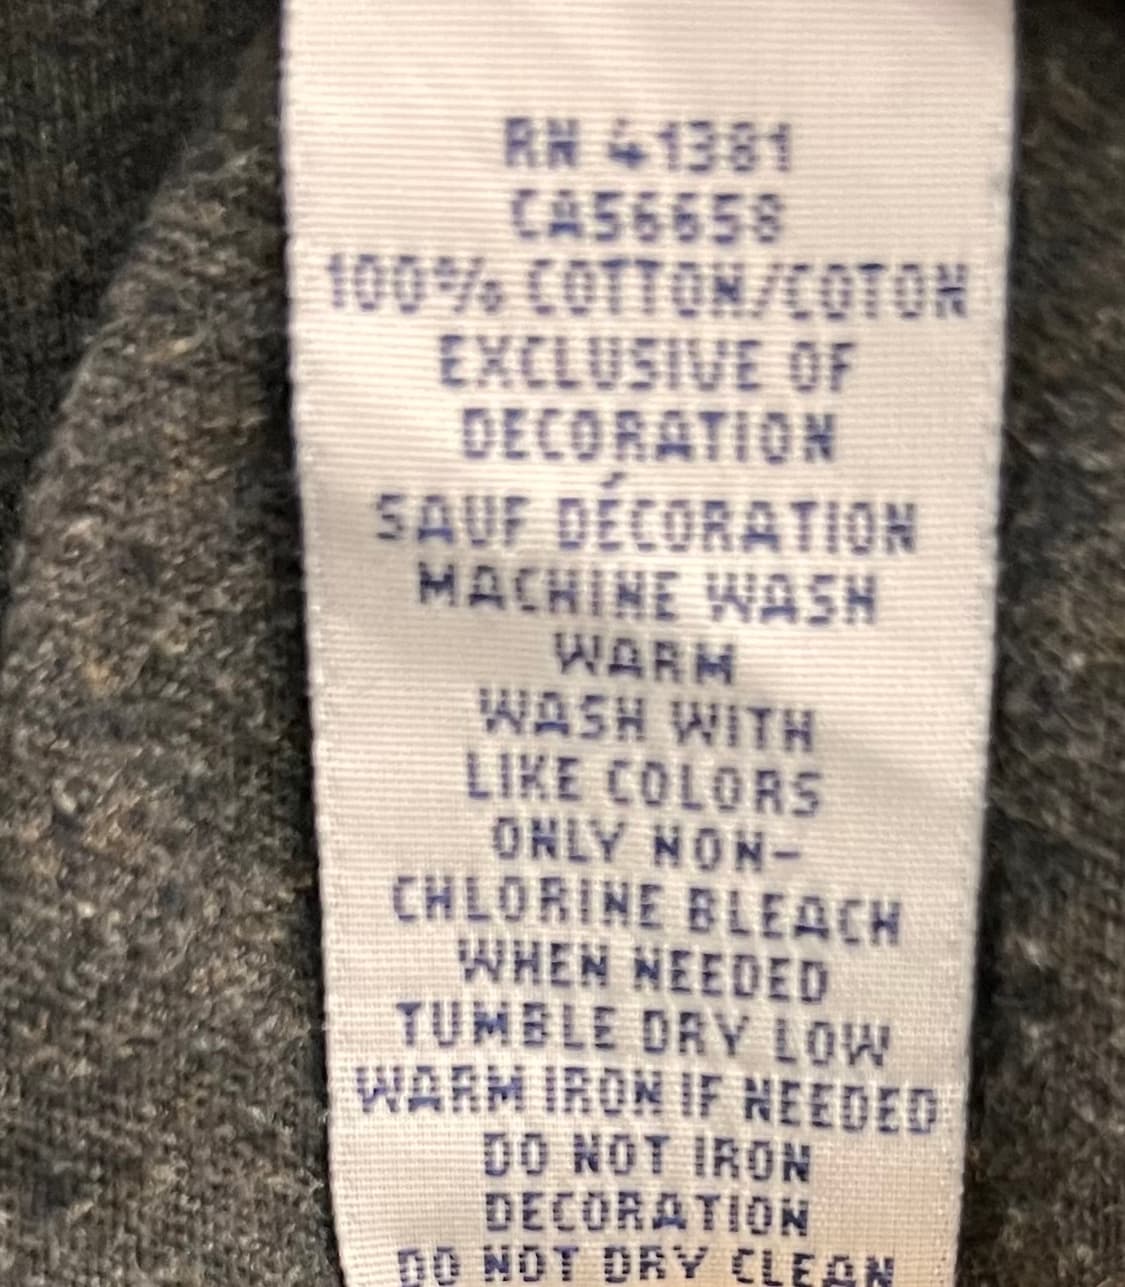 RN 41381
CA56658
100% COTTON/COTON
EXCLUSIVE OF
DECORATION
SAUF DÉCORATION
MACHINE WASH
WARM
WASH WITH
LIKE COLORS
ONLY NON-
CHLORINE BLEACH
WHEN NEEDED
TUMBLE DRY LOW
WARM IRON IF NEEDED
DO NOT IRON
DECORATION
DO NOT DRY CLEAN